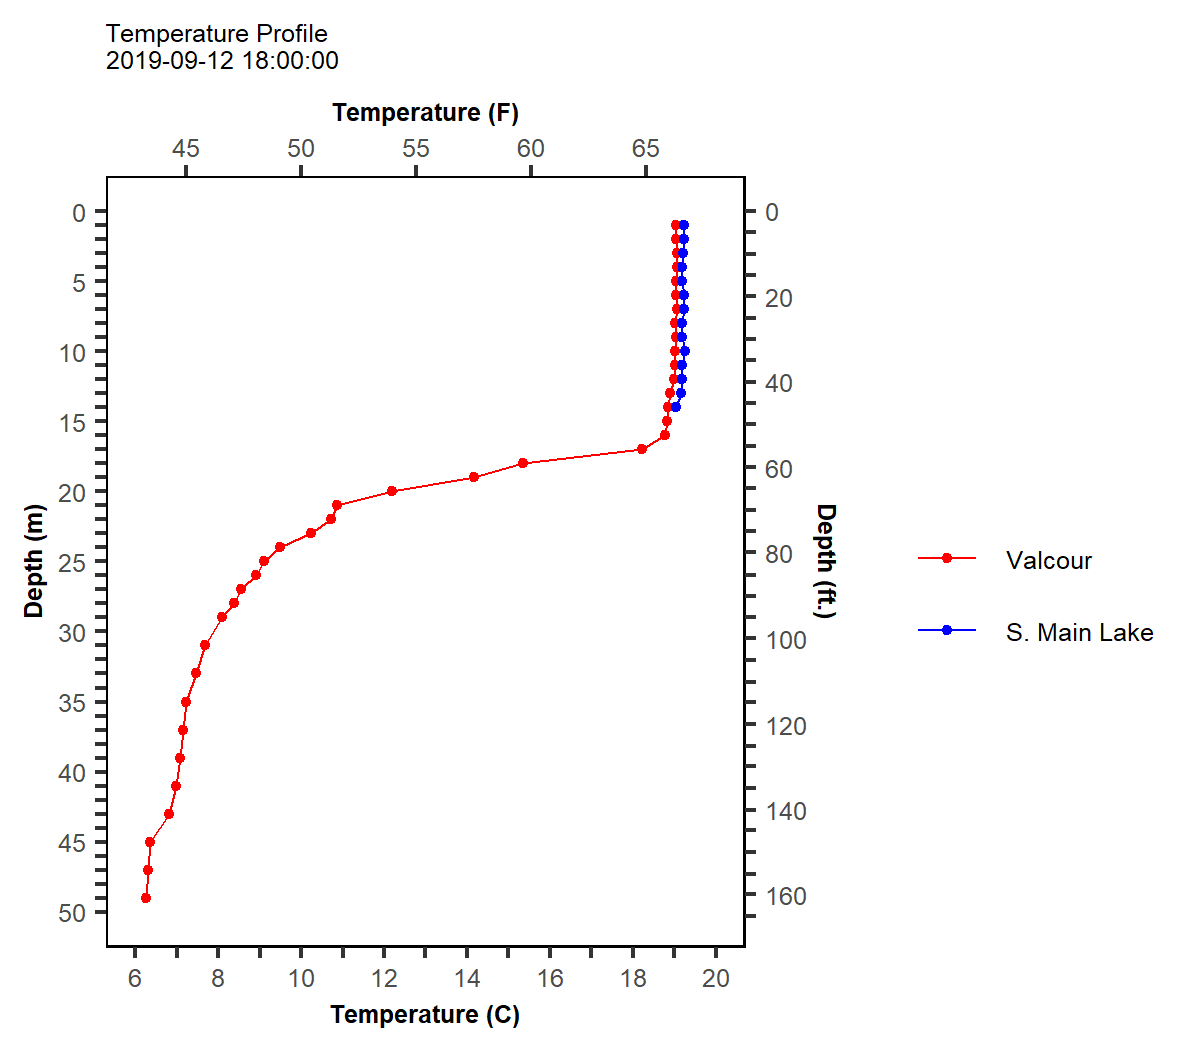 Temperature Profile
2019-09-12 18:00:00
Temperature (F)
45 50 55 60 65
0
5
10
15
20
25
30
35
40
45
50
Depth (m)
0
20
40
60
80
100
120
140
160
Depth (ft.)
Valcour
S. Main Lake
6 8 10 12 14 16 18 20
Temperature (C)